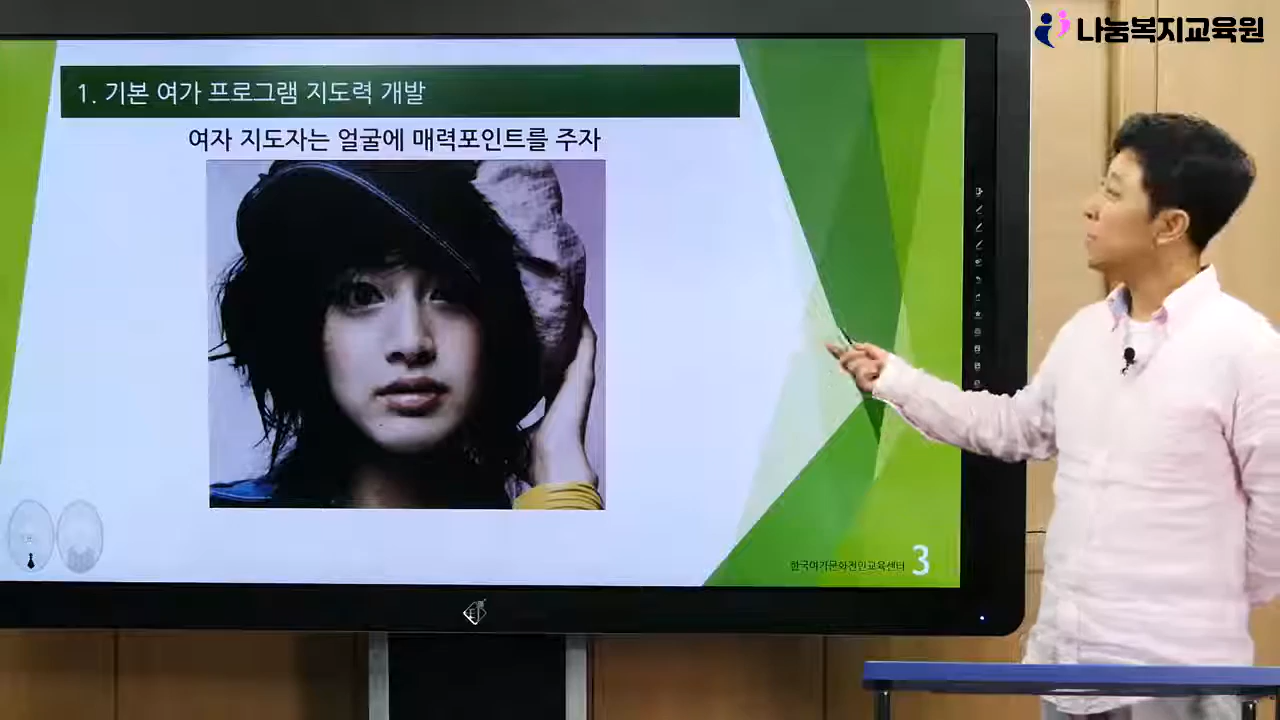 나눔복지교육원
1. 기본 여가 프로그램 지도력 개발
여자 지도자는 얼굴에 매력포인트를 주자
한국여가문화전인교육센터 3